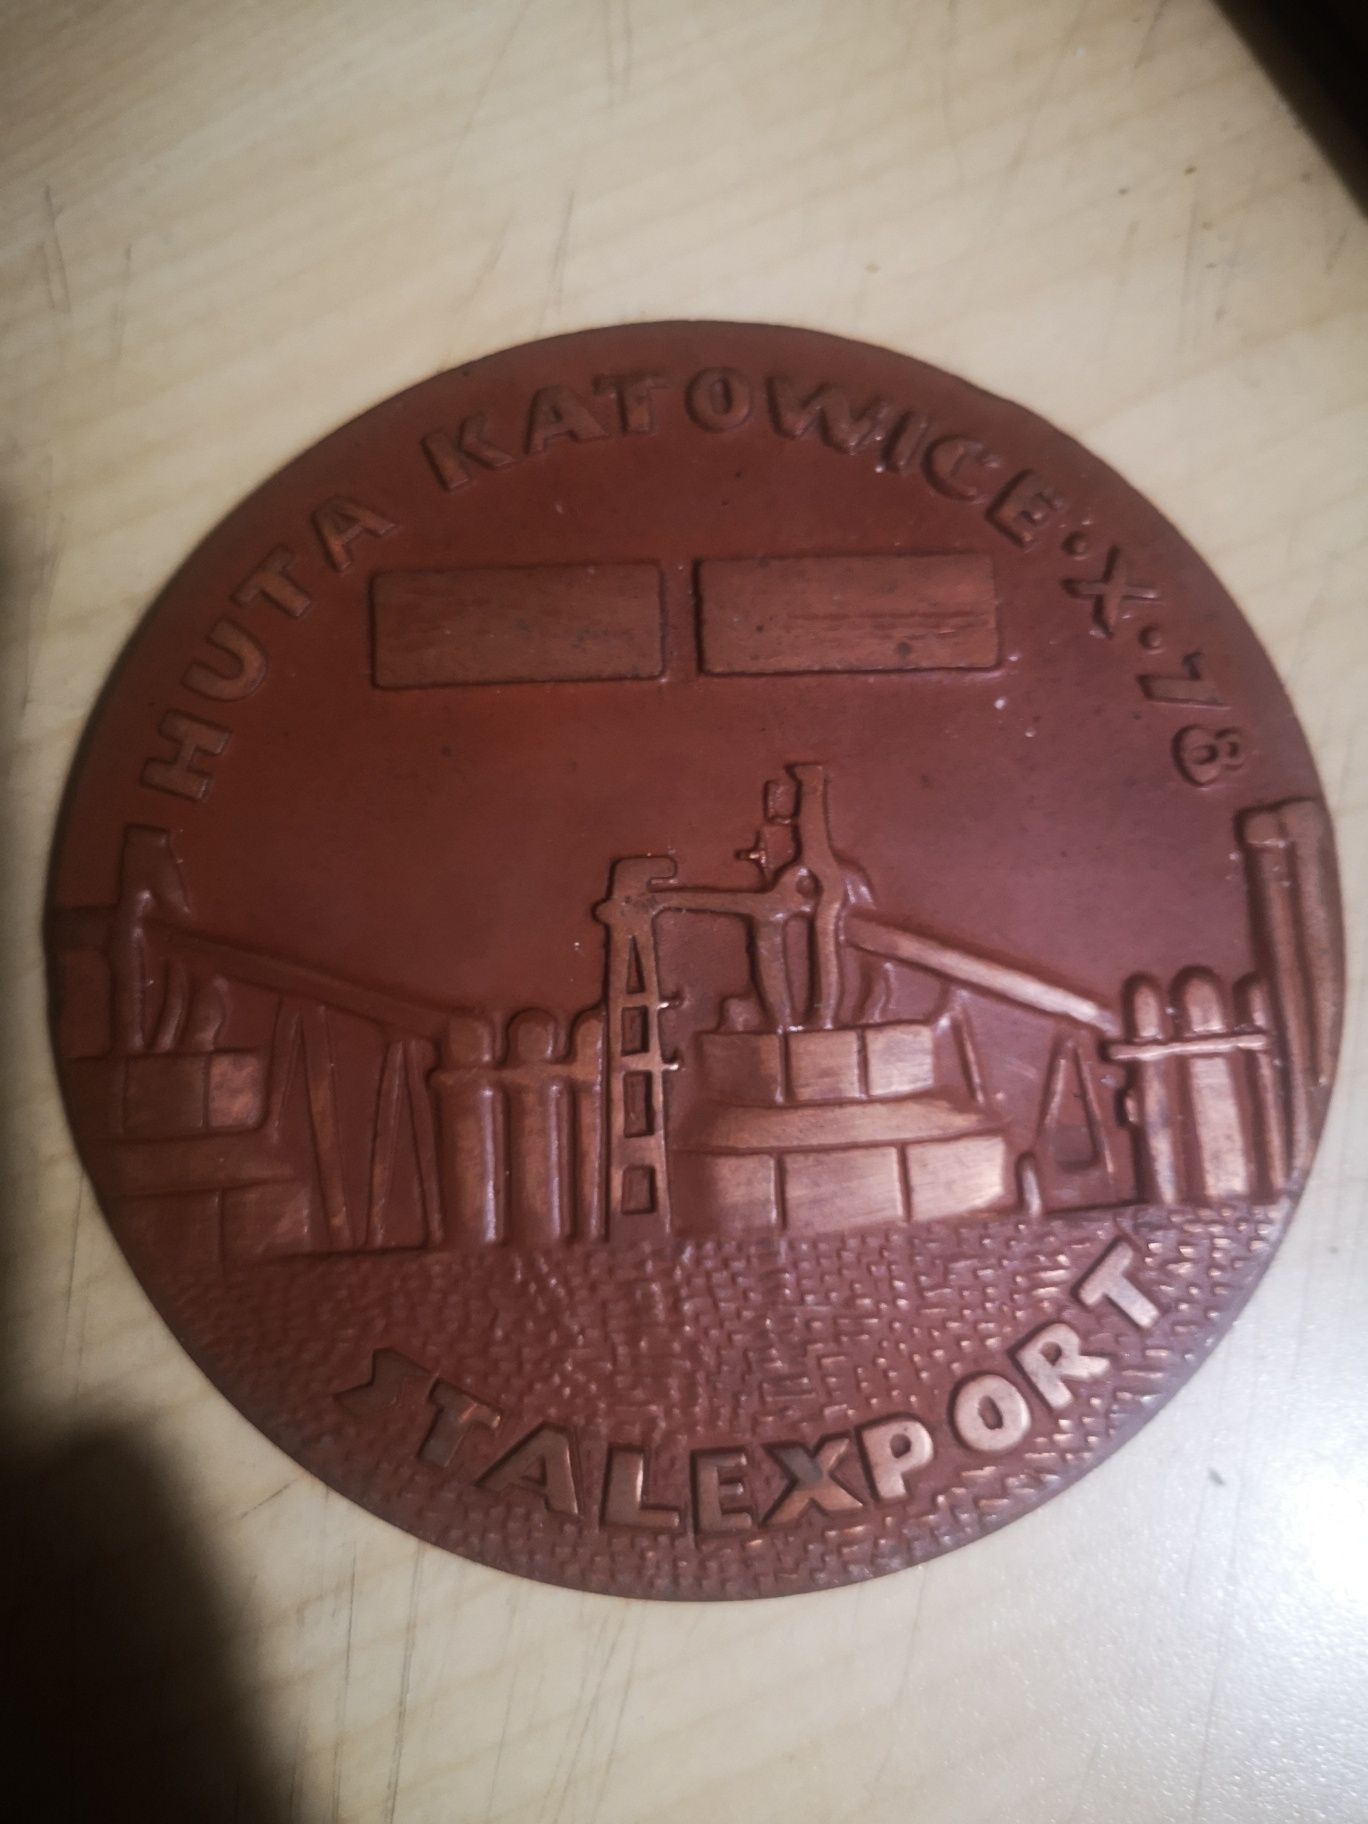 HUTA KATOWICE · X · 78
STALEXPORT